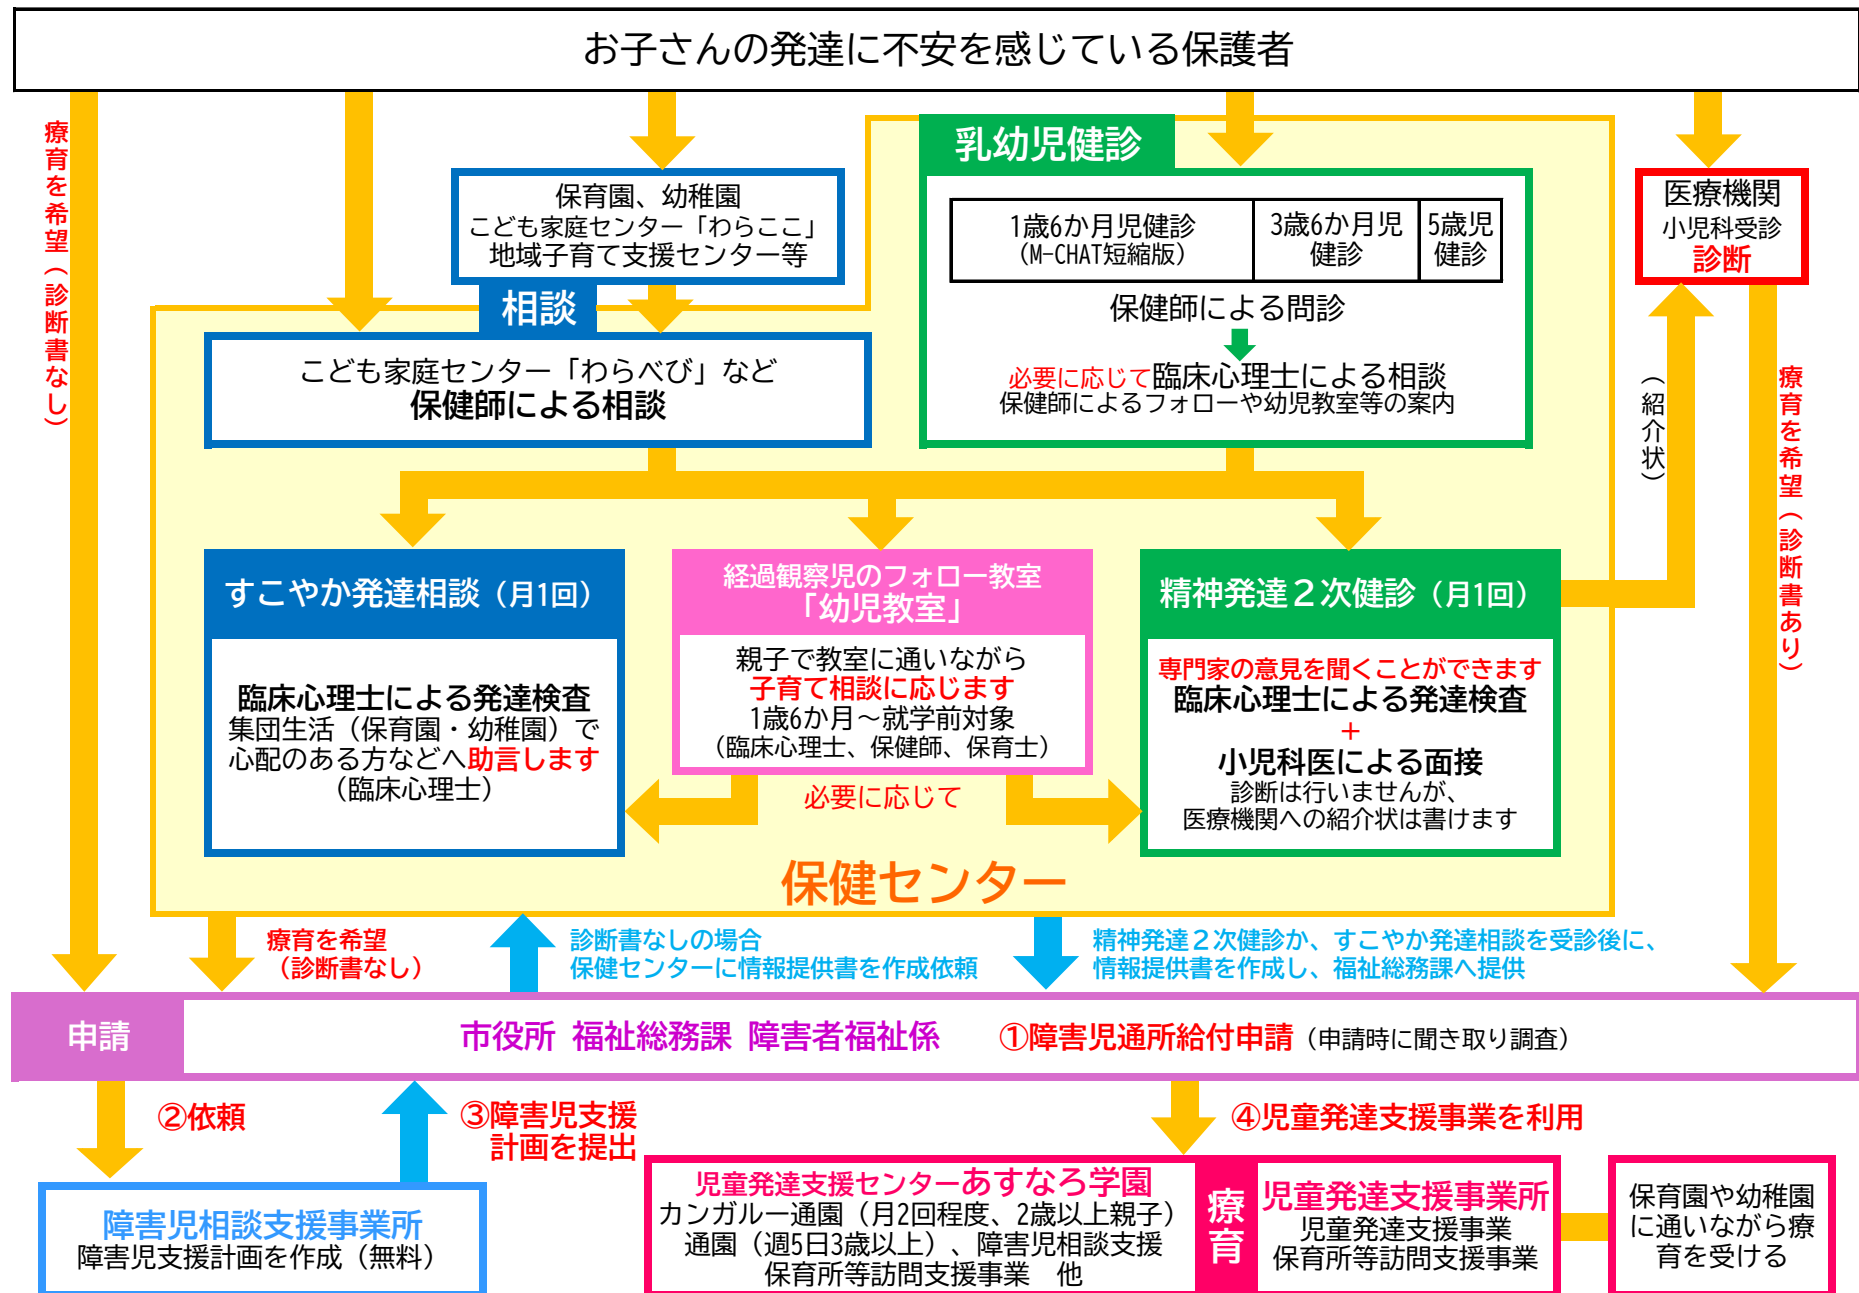 お子さんの発達に不安を感じている保護者
療育を希望（診断書なし）
保育園、幼稚園
こども家庭センター「わらここ」
地域子育て支援センター等
相談
こども家庭センター「わらべび」など
保健師による相談
乳幼児健診
1歳6か月児健診
（M-CHAT短縮版）
3歳6か月児
健診
5歳児
健診
保健師による問診
必要に応じて臨床心理士による相談
保健師によるフォローや幼児教室等の案内
医療機関
小児科受診
診断
（紹介状）
療育を希望（診断書あり）
すこやか発達相談（月1回）
臨床心理士による発達検査
集団生活（保育園・幼稚園）で
心配のある方などへ助言します
（臨床心理士）
経過観察児のフォロー教室
「幼児教室」
親子で教室に通いながら
子育て相談に応じます
1歳6か月～就学前対象
（臨床心理士、保健師、保育士）
必要に応じて
精神発達２次健診（月1回）
専門家の意見を聞くことができます
臨床心理士による発達検査
+
小児科医による面接
診断は行いませんが、
医療機関への紹介状は書けます
保健センター
療育を希望
（診断書なし）
診断書なしの場合
保健センターに情報提供書を作成依頼
精神発達２次健診か、すこやか発達相談を受診後に、
情報提供書を作成し、福祉総務課へ提供
申請
市役所 福祉総務課 障害者福祉係 ①障害児通所給付申請（申請時に聞き取り調査）
②依頼
③障害児支援
計画を提出
④児童発達支援事業を利用
障害児相談支援事業所
障害児支援計画を作成（無料）
児童発達支援センターあすなろ学園
カンガルー通園（月2回程度、2歳以上親子）
通園（週5日3歳以上）、障害児相談支援
保育所等訪問支援事業　他
療育
児童発達支援事業所
児童発達支援事業
保育所等訪問支援事業
保育園や幼稚園
に通いながら療
育を受ける